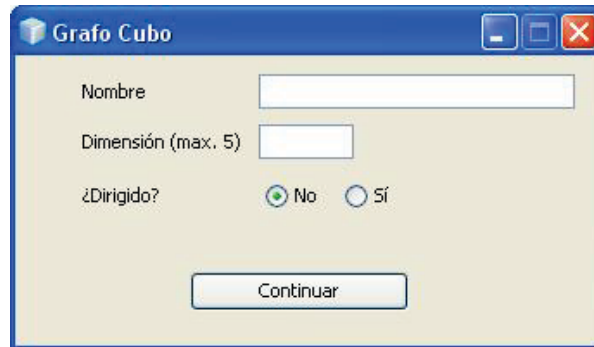 Grafo Cubo
Nombre
Dimensión (max. 5)
¿Dirigido? No Sí
Continuar